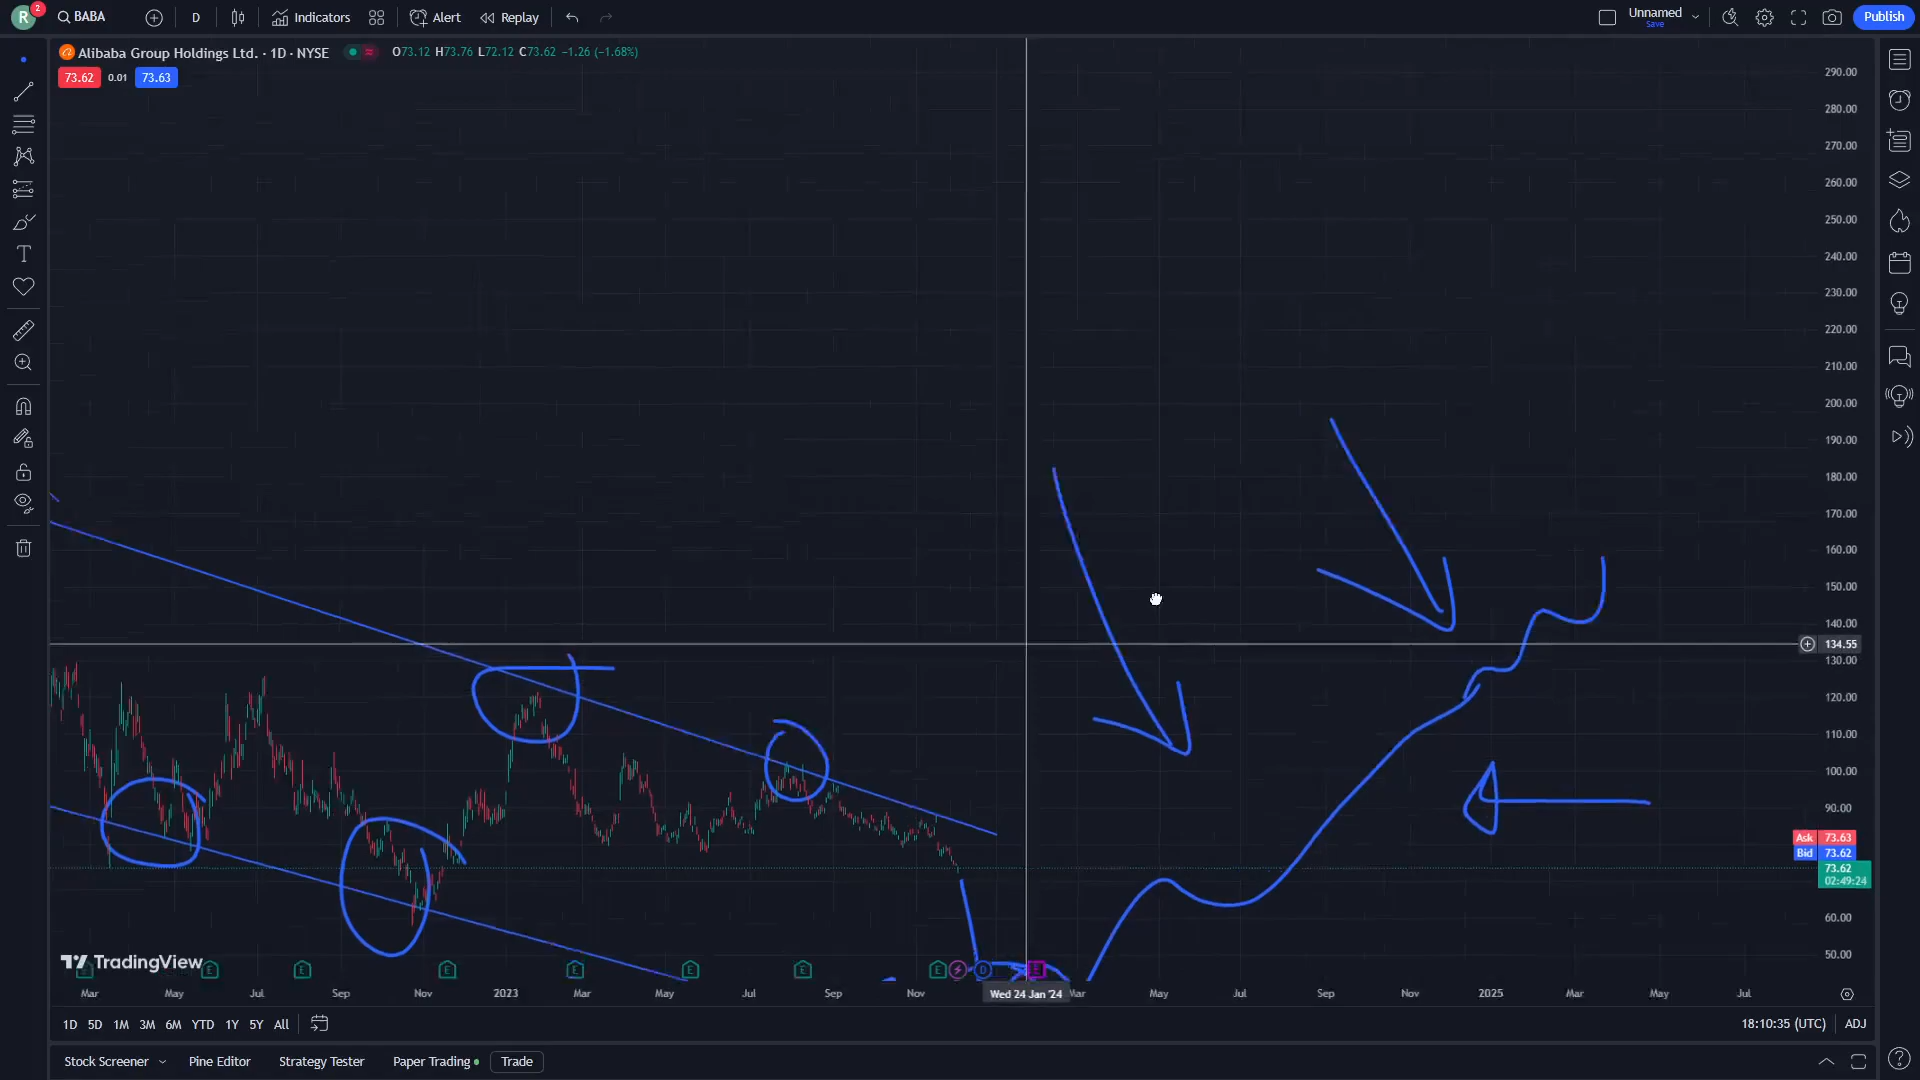 R 2 BABA D Indicators Alert Replay Unnamed Save Publish
Alibaba Group Holdings Ltd. · 1D · NYSE O73.12 H73.76 L72.12 C73.62 −1.26 (−1.68%)
73.62 0.01 73.63
290.00
280.00
270.00
260.00
250.00
240.00
230.00
220.00
210.00
200.00
190.00
180.00
170.00
160.00
150.00
140.00
134.55
130.00
120.00
110.00
100.00
90.00
Ask 73.63
Bid 73.62
73.62
02:49:24
60.00
50.00
TradingView
E E E E E E E E D E
Mar May Jul Sep Nov 2023 Mar May Jul Sep Nov Wed 24 Jan '24 Mar May Jul Sep Nov 2025 Mar May Jul
1D 5D 1M 3M 6M YTD 1Y 5Y All 18:10:35 (UTC) ADJ
Stock Screener Pine Editor Strategy Tester Paper Trading Trade